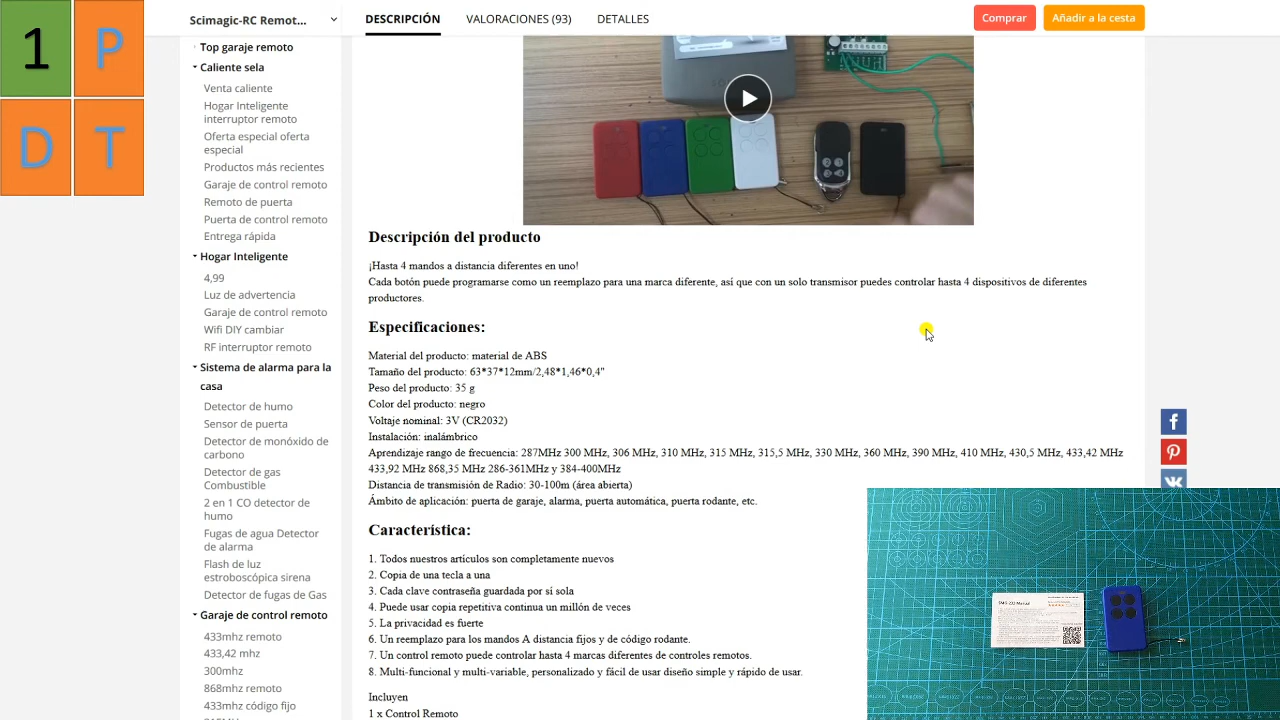 1 P
D T
Scimagic-RC Remot...
DESCRIPCIÓN
VALORACIONES (93)
DETALLES
Comprar
Añadir a la cesta
Top garaje remoto
Caliente sela
Venta caliente
Hogar Inteligente
interruptor remoto
Oferta especial oferta
especial
Productos más recientes
Garaje de control remoto
Remoto de puerta
Puerta de control remoto
Entrega rápida
Hogar Inteligente
4,99
Luz de advertencia
Garaje de control remoto
Wifi DIY cambiar
RF interruptor remoto
Sistema de alarma para la
casa
Detector de humo
Sensor de puerta
Detector de monóxido de
carbono
Detector de gas
Combustible
2 en 1 CO detector de
humo
Fugas de agua Detector
de alarma
Flash de luz
estroboscópica sirena
Detector de fugas de Gas
Garaje de control remoto
433mhz remoto
433,42 mhz
300mhz
868mhz remoto
433mhz código fijo
Descripción del producto
¡Hasta 4 mandos a distancia diferentes en uno!
Cada botón puede programarse como un reemplazo para una marca diferente, así que con un solo transmisor puedes controlar hasta 4 dispositivos de diferentes
productores.
Especificaciones:
Material del producto: material de ABS
Tamaño del producto: 63*37*12mm/2,48*1,46*0,4"
Peso del producto: 35 g
Color del producto: negro
Voltaje nominal: 3V (CR2032)
Instalación: inalámbrico
Aprendizaje rango de frecuencia: 287MHz 300 MHz, 306 MHz, 310 MHz, 315 MHz, 315,5 MHz, 330 MHz, 360 MHz, 390 MHz, 410 MHz, 430,5 MHz, 433,42 MHz
433,92 MHz 868,35 MHz 286-361MHz y 384-400MHz
Distancia de transmisión de Radio: 30-100m (área abierta)
Ámbito de aplicación: puerta de garaje, alarma, puerta automática, puerta rodante, etc.
Característica:
1. Todos nuestros artículos son completamente nuevos
2. Copia de una tecla a una
3. Cada clave contraseña guardada por sí sola
4. Puede usar copia repetitiva continua un millón de veces
5. La privacidad es fuerte
6. Un reemplazo para los mandos A distancia fijos y de código rodante.
7. Un control remoto puede controlar hasta 4 marcas diferentes de controles remotos.
8. Multi-funcional y multi-variable, personalizado y fácil de usar diseño simple y rápido de usar.
Incluyen
1 x Control Remoto